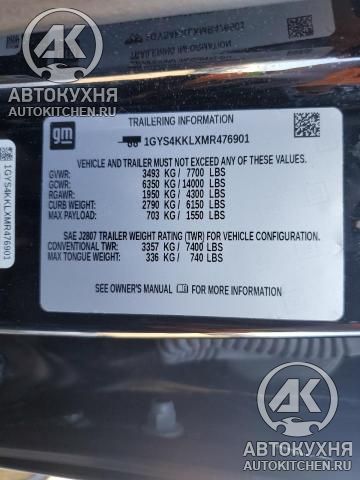 АВТОКУХНЯ
AUTOKITCHEN.RU
gm
TRAILERING INFORMATION
1GYS4KKLXMR476901
VEHICLE AND TRAILER MUST NOT EXCEED ANY OF THESE VALUES.
GVWR: 3493 KG / 7700 LBS
GCWR: 6350 KG / 14000 LBS
RGAWR: 1950 KG / 4300 LBS
CURB WEIGHT: 2790 KG / 6150 LBS
MAX PAYLOAD: 703 KG / 1550 LBS
SAE J2807 TRAILER WEIGHT RATING (TWR) FOR VEHICLE CONFIGURATION.
CONVENTIONAL TWR: 3357 KG / 7400 LBS
MAX TONGUE WEIGHT: 336 KG / 740 LBS
SEE OWNER'S MANUAL FOR MORE INFORMATION
1GYS4KKLXMR476901
АК
АВТОКУХНЯ
AUTOKITCHEN.RU